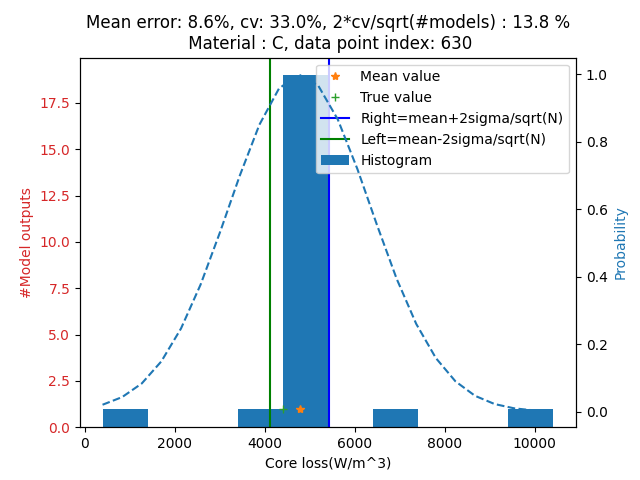 Mean error: 8.6%, cv: 33.0%, 2*cv/sqrt(#models) : 13.8 %
Material : C, data point index: 630
Mean value
True value
Right=mean+2sigma/sqrt(N)
Left=mean-2sigma/sqrt(N)
Histogram
#Model outputs
17.5
15.0
12.5
10.0
7.5
5.0
2.5
0.0
1.0
0.8
0.6
0.4
0.2
0.0
Probability
0
2000
4000
6000
8000
10000
Core loss(W/m^3)